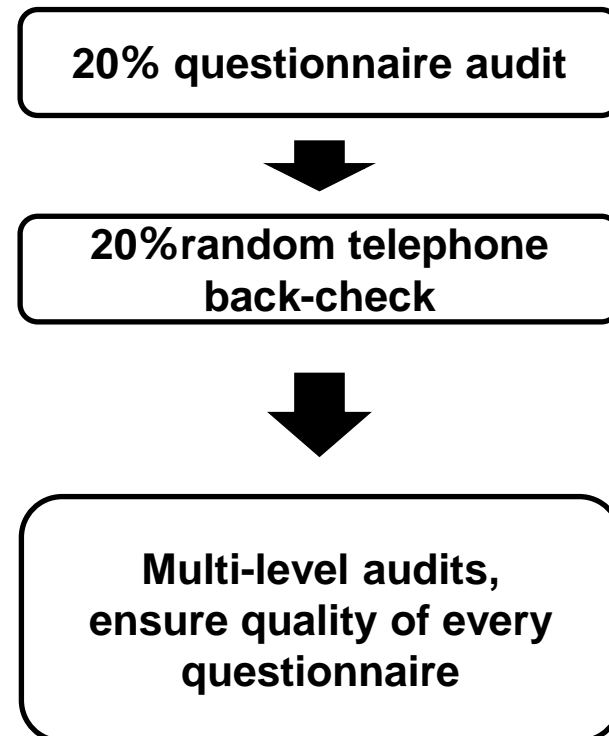 20% questionnaire audit
20%random telephone
back-check
Multi-level audits,
ensure quality of every
questionnaire